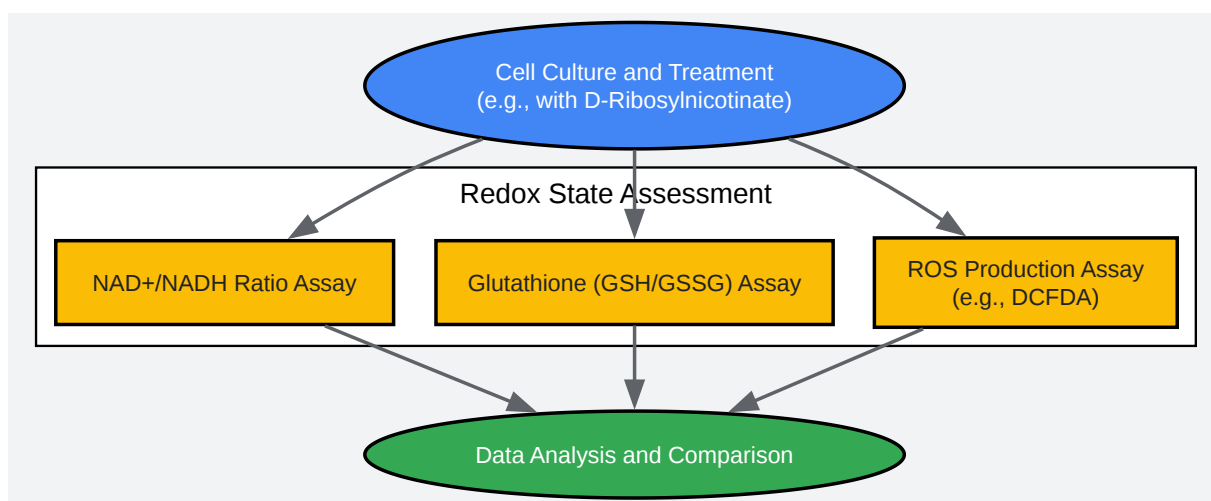 Cell Culture and Treatment
(e.g., with D-Ribosylnicotinate)
Redox State Assessment
NAD+/NADH Ratio Assay
Glutathione (GSH/GSSG) Assay
ROS Production Assay
(e.g., DCFDA)
Data Analysis and Comparison